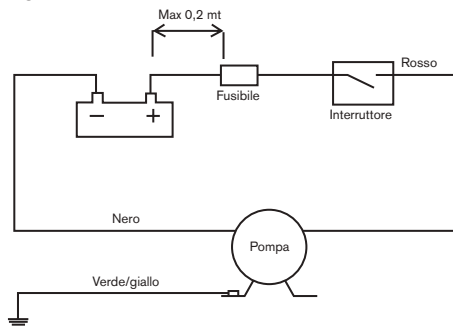 Max 0,2 mt
Rosso
Fusibile
Interruttore
− +
Nero
Pompa
Verde/giallo